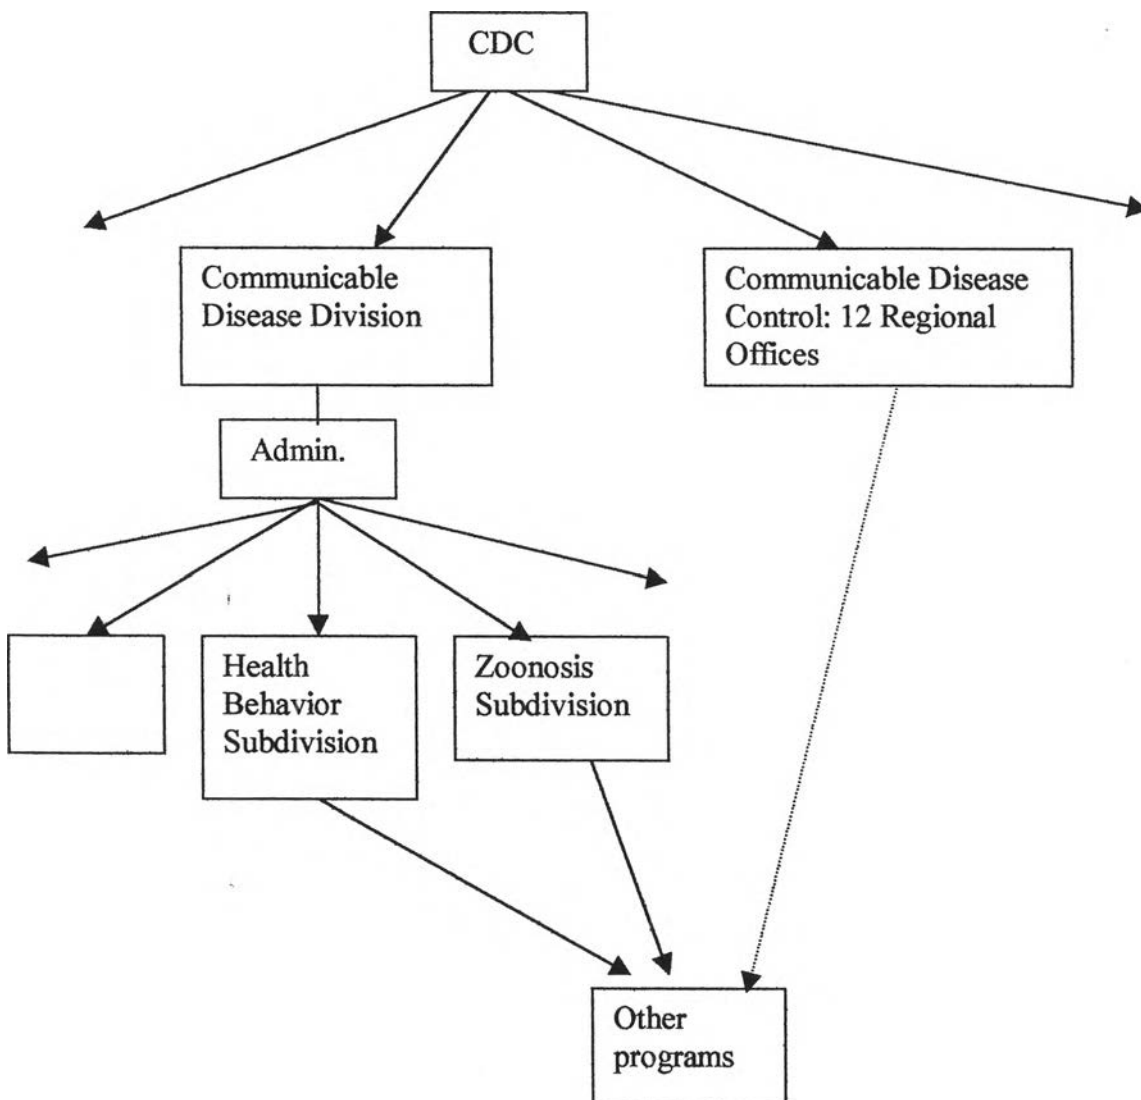 CDC
Communicable
Disease Division
Communicable Disease
Control: 12 Regional
Offices
Admin.
Health
Behavior
Subdivision
Zoonosis
Subdivision
Other
programs